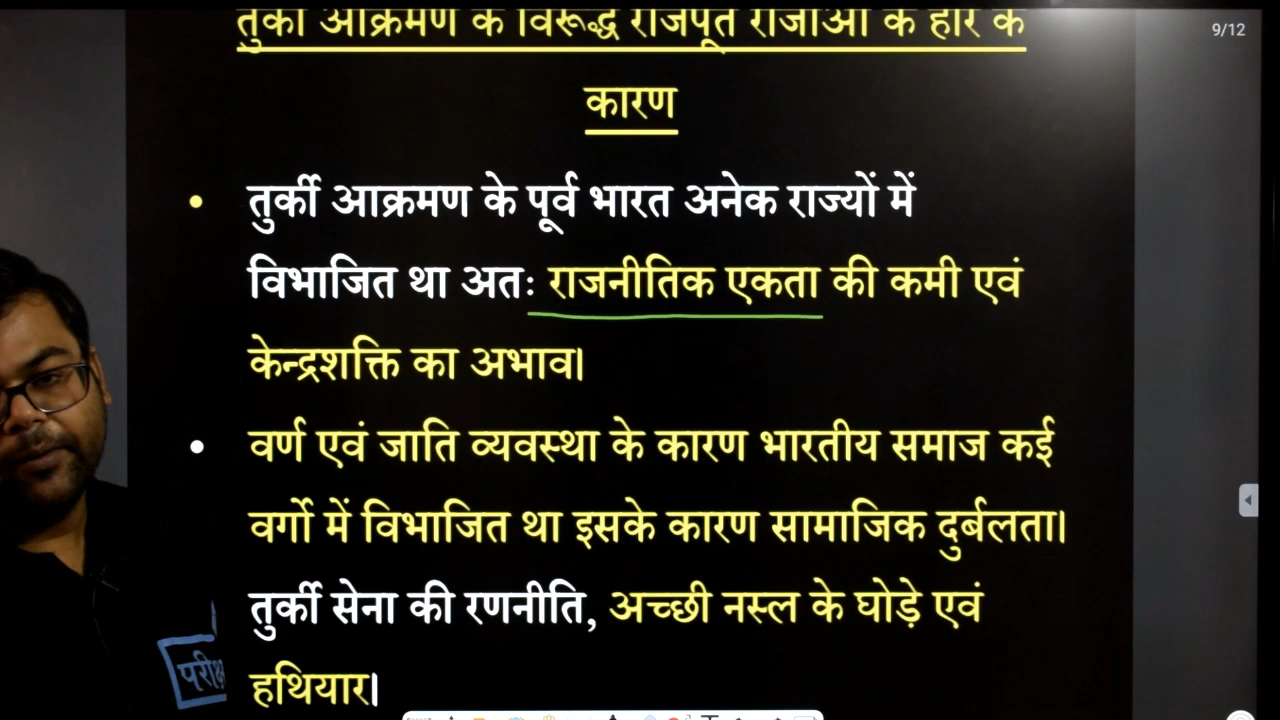 तुर्की आक्रमण के विरूद्ध राजपूत राजाओं के हार के
9/12
कारण
• तुर्की आक्रमण के पूर्व भारत अनेक राज्यों में
विभाजित था अतः राजनीतिक एकता की कमी एवं
केन्द्रशक्ति का अभाव।
• वर्ण एवं जाति व्यवस्था के कारण भारतीय समाज कई
वर्गो में विभाजित था इसके कारण सामाजिक दुर्बलता।
तुर्की सेना की रणनीति, अच्छी नस्ल के घोड़े एवं
हथियार।